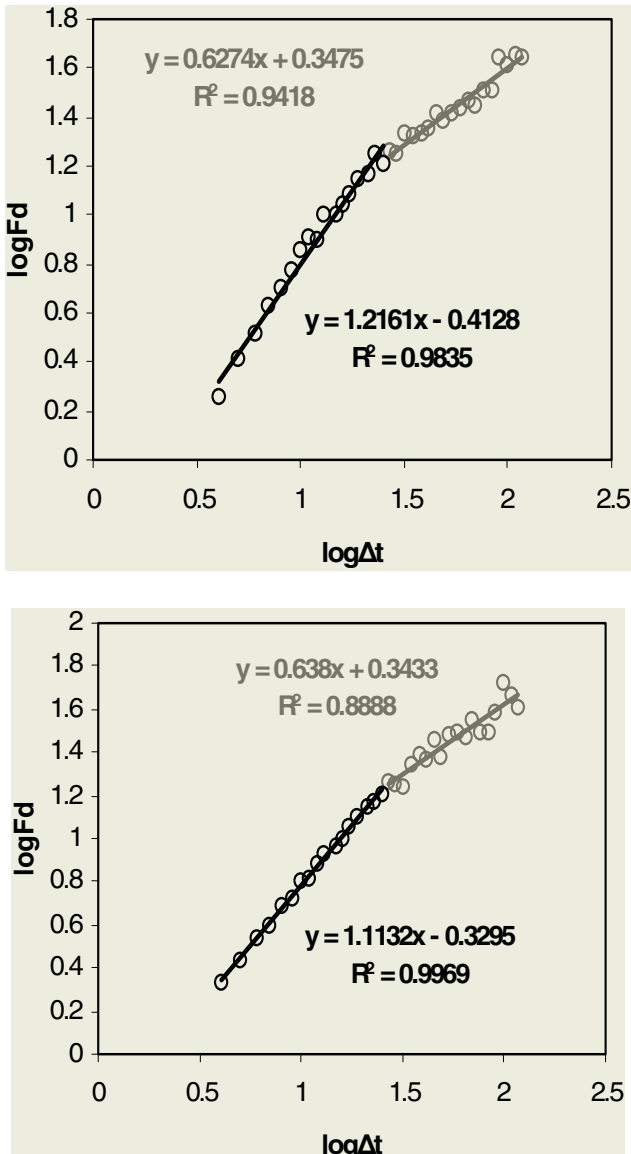 1.8
y = 0.6274x + 0.3475
1.6
R² = 0.9418
1.4
1.2
1
logFd
0.8
y = 1.2161x - 0.4128
0.6
R² = 0.9835
0.4
0.2
0
0 0.5 1 1.5 2 2.5
logΔt
2
y = 0.638x + 0.3433
1.8
R² = 0.8888
1.6
1.4
1.2
1
logFd
0.8
y = 1.1132x - 0.3295
0.6
R² = 0.9969
0.4
0.2
0
0 0.5 1 1.5 2 2.5
logΔt